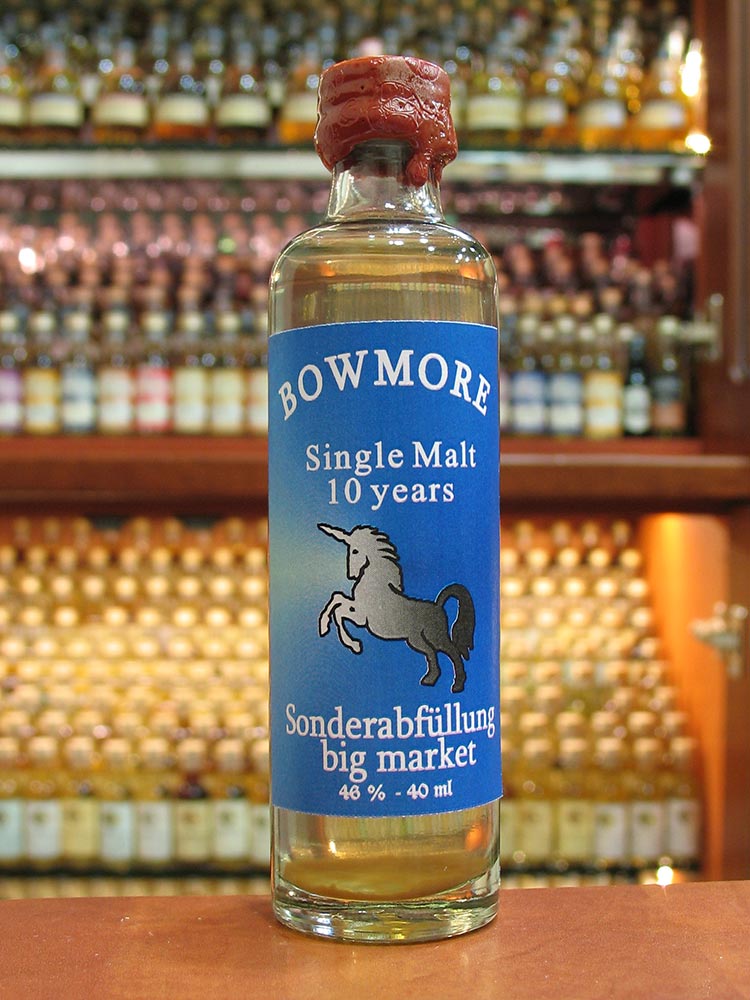 BOWMORE
Single Malt
10 years
Sonderabfüllung
big market
46 % - 40 ml